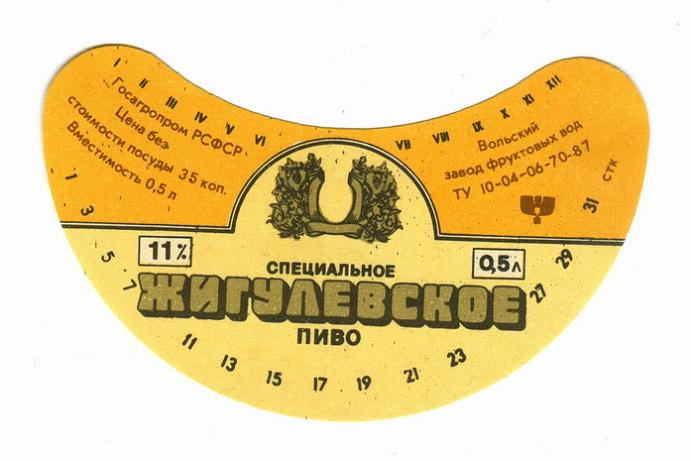 I II III IV V VI
Госагропром РСФСР
Цена без
стоимости посуды 35 коп.
Вместимость 0,5 л
VII VIII IX X XI XII
Вольский
завод фруктовых вод
ТУ 10-04-06-70-87
11%
0,5л
СПЕЦИАЛЬНОЕ
ЖИГУЛЕВСКОЕ
ПИВО
1 3 5 7 11 13 15 17 19 21 23 27 29 31 СТК